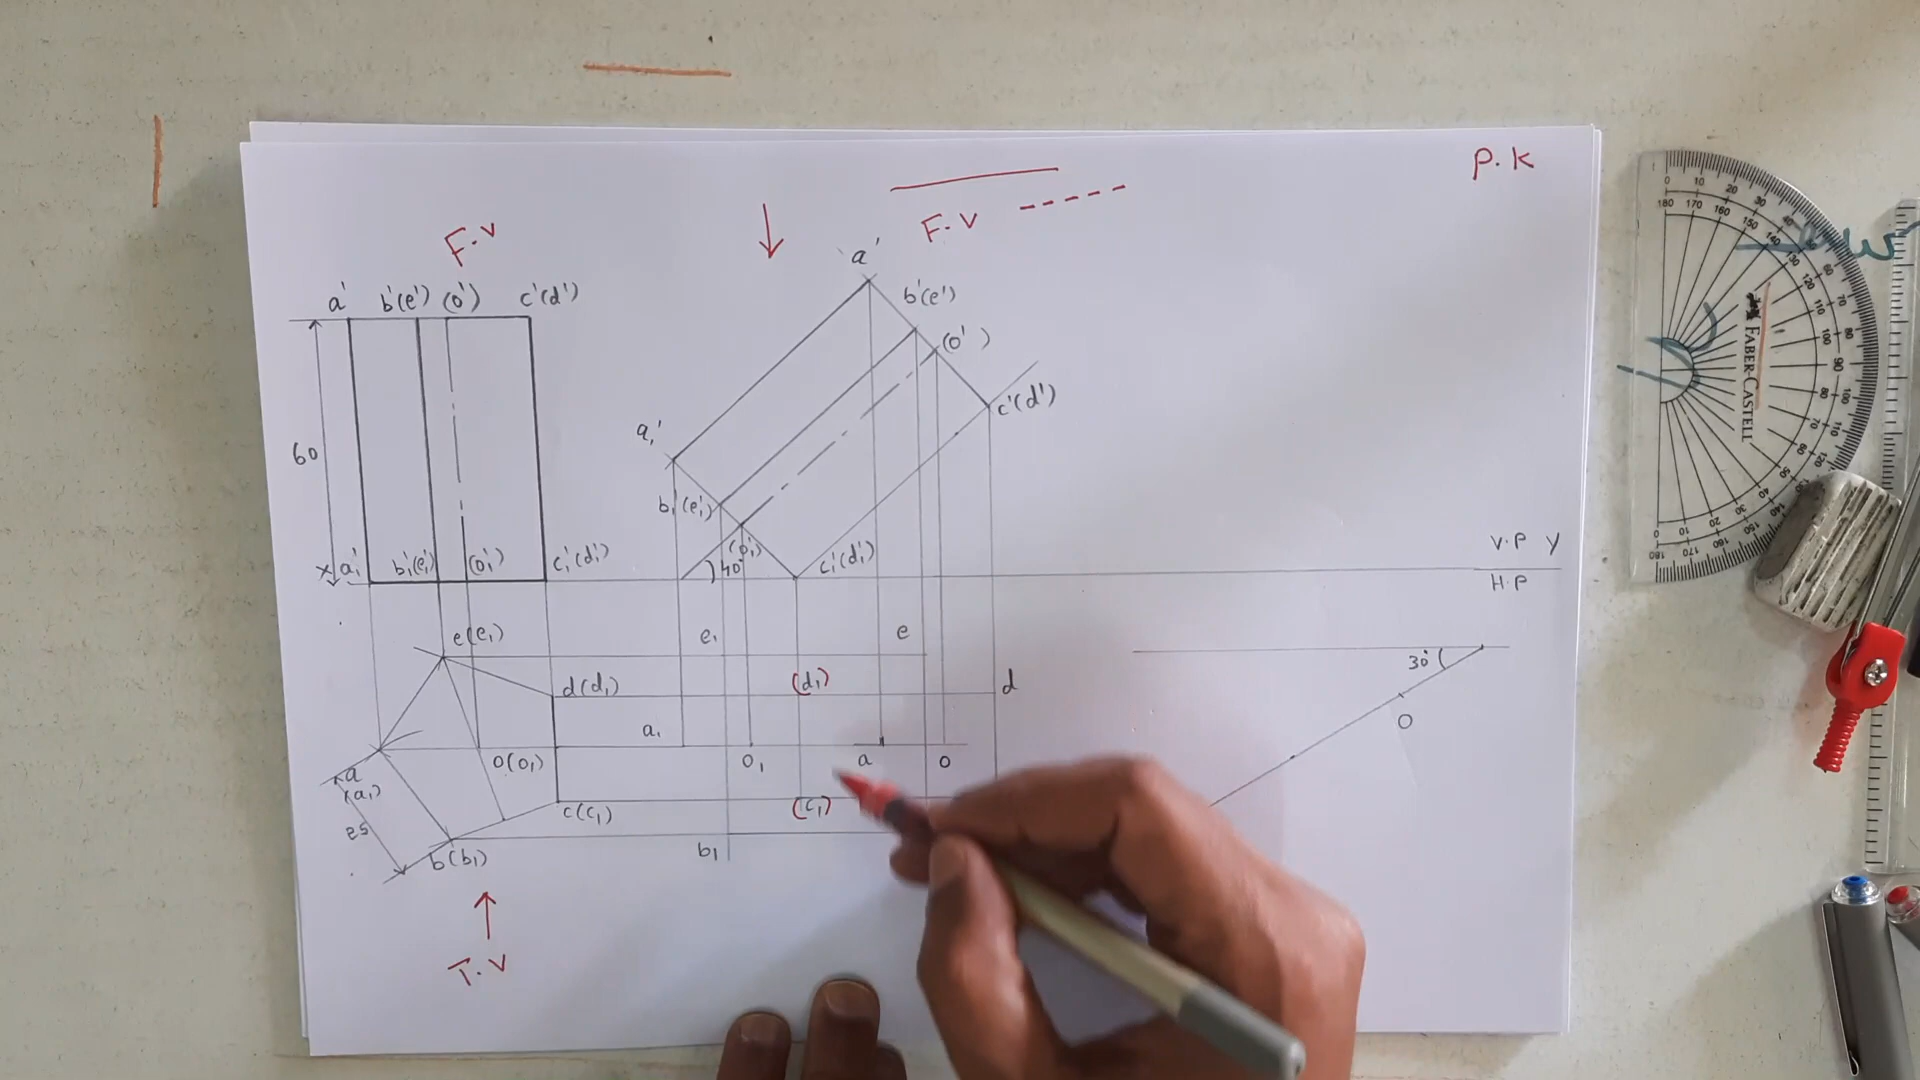 P. K
F. V
F. V
a'
b'(e')
(o')
c'(d')
a'
b'(e')
(o')
c'(d')
60
a₁'
b₁'(e₁')
(o₁')
40°
c₁'(d₁')
X
a₁'
b₁'(e₁')
(o₁')
c₁'(d₁')
V.P Y
H.P
e(e₁)
e₁
e
d(d₁)
(d₁)
d
30°
O
a₁
o(o₁)
o₁
a
o
a
(a₁)
25
c(c₁)
(c₁)
b(b₁)
b₁
T. V
FABER-CASTELL